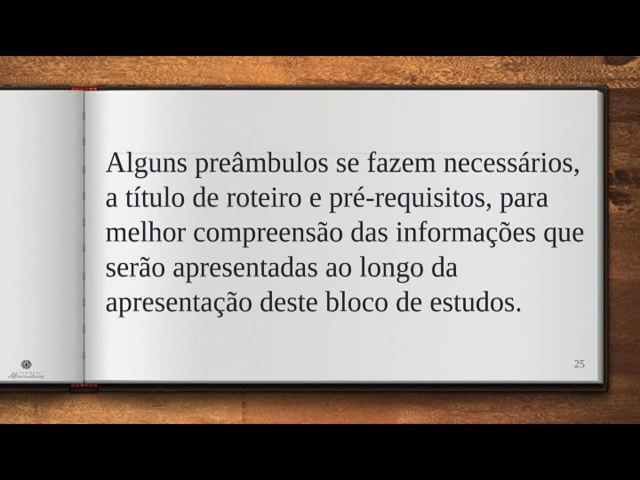 Alguns preâmbulos se fazem necessários,
a título de roteiro e pré-requisitos, para
melhor compreensão das informações que
serão apresentadas ao longo da
apresentação deste bloco de estudos.
25